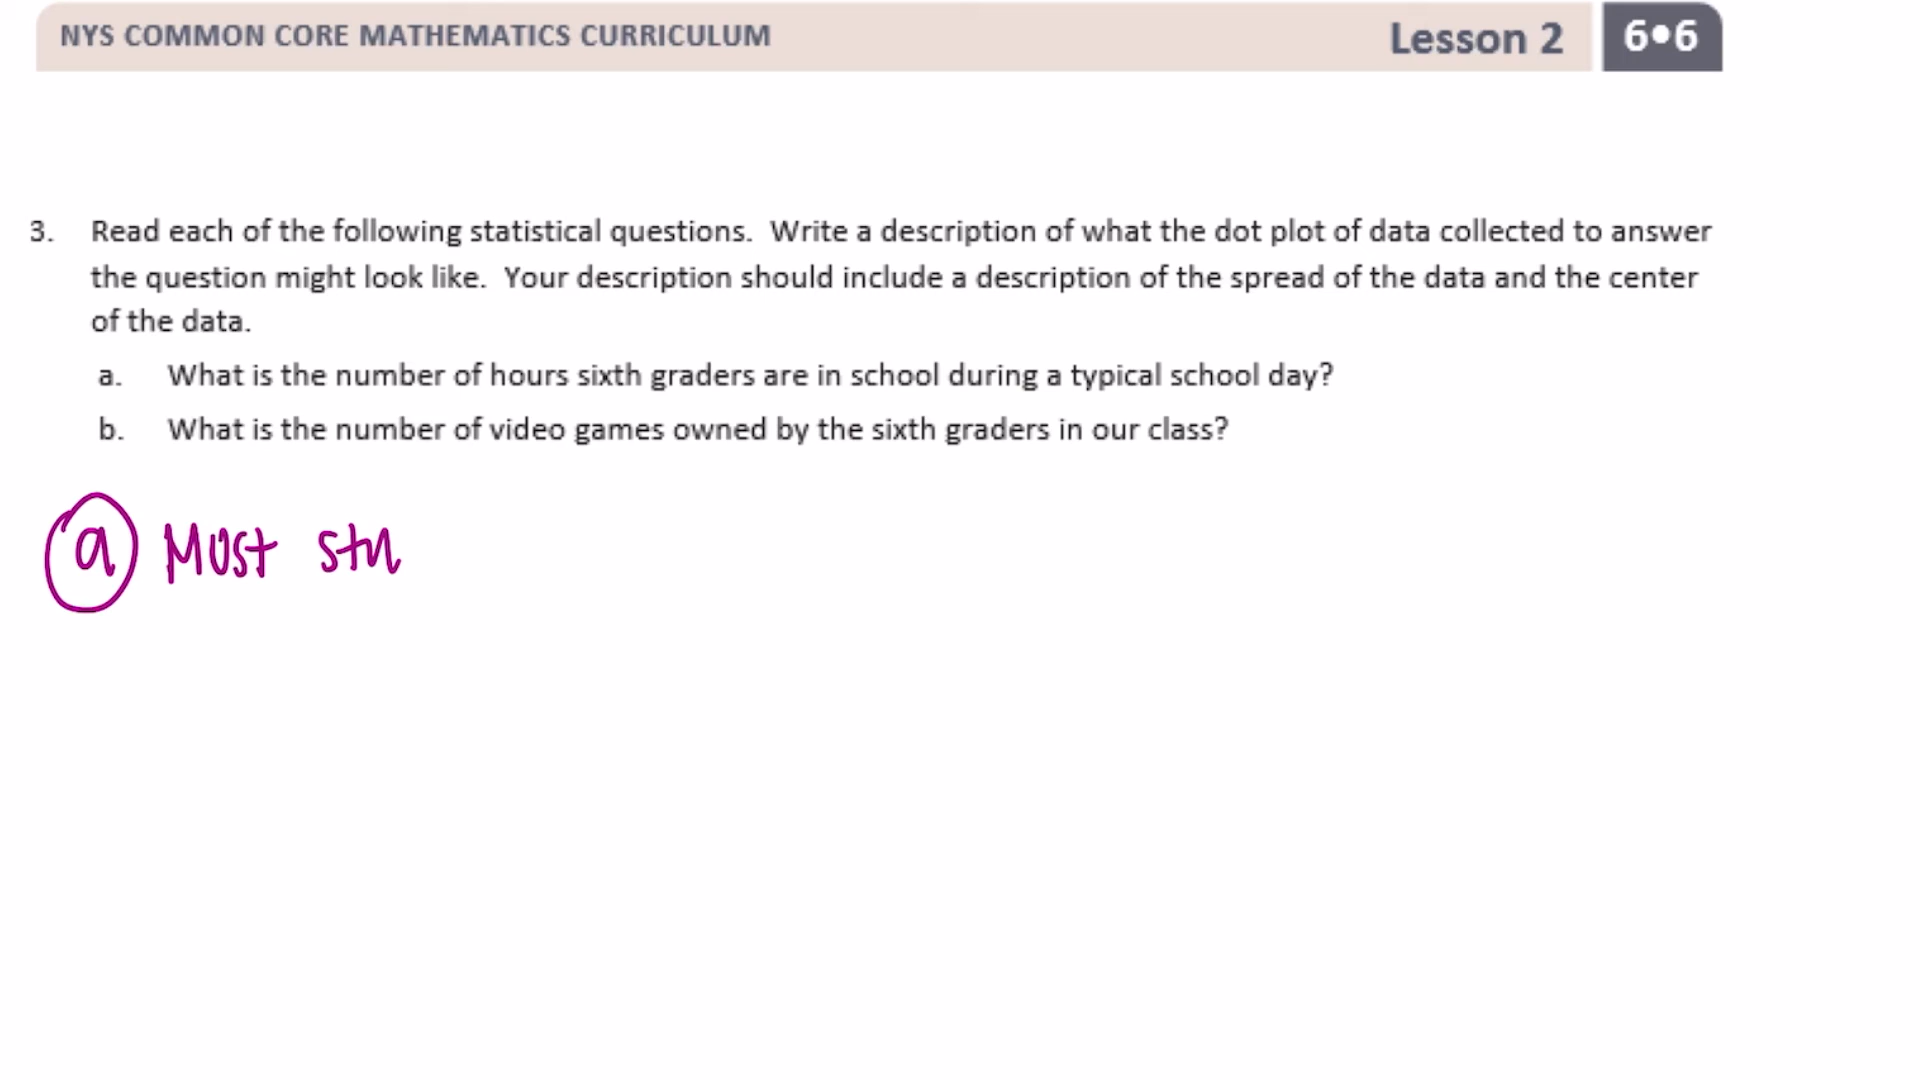 NYS COMMON CORE MATHEMATICS CURRICULUM Lesson 2 6•6
3. Read each of the following statistical questions. Write a description of what the dot plot of data collected to answer
the question might look like. Your description should include a description of the spread of the data and the center
of the data.
a. What is the number of hours sixth graders are in school during a typical school day?
b. What is the number of video games owned by the sixth graders in our class?
a Most stu